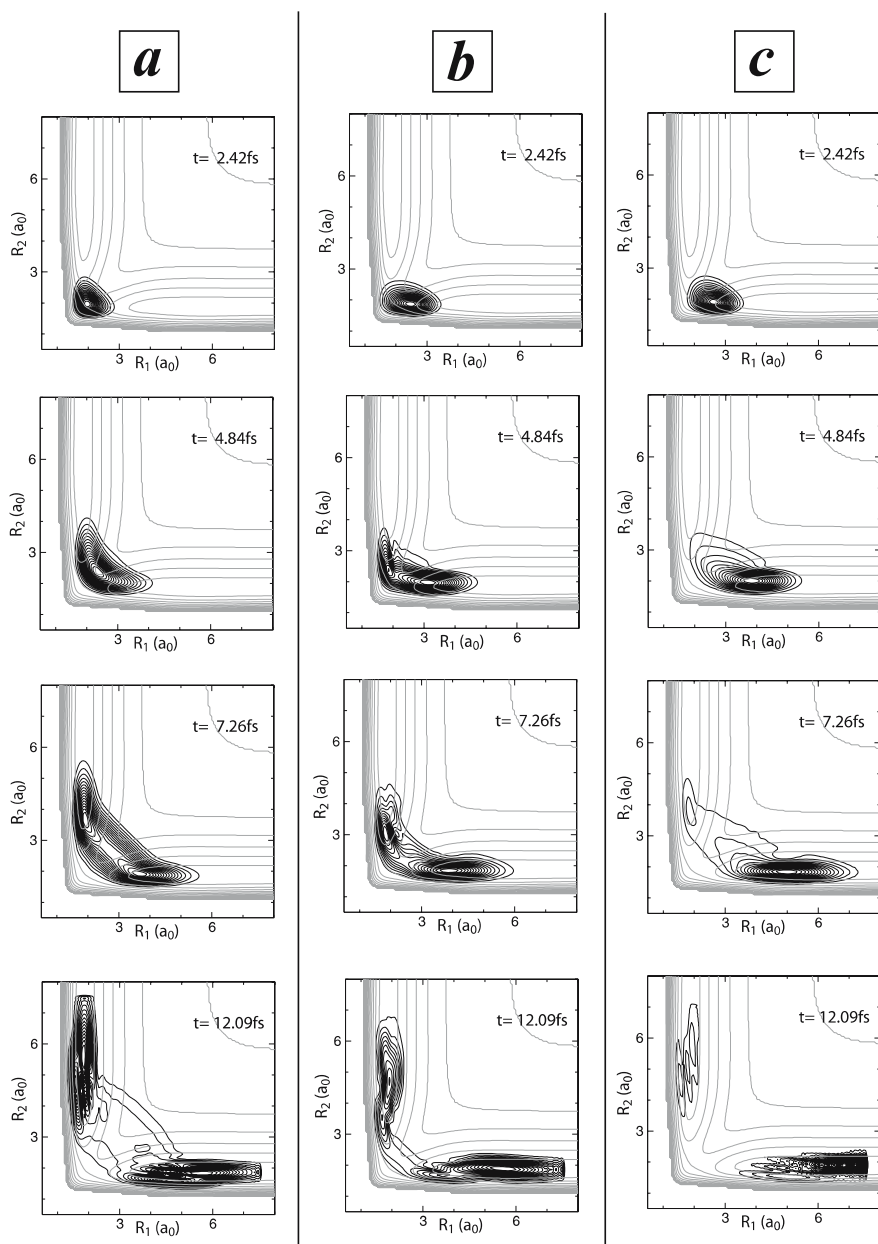 a
b
c
t= 2.42fs
6
3
R2 (a0)
3
6
R1 (a0)
t= 2.42fs
6
3
R2 (a0)
3
6
R1 (a0)
t= 2.42fs
6
3
R2 (a0)
3
6
R1 (a0)
t= 4.84fs
6
3
R2 (a0)
3
6
R1 (a0)
t= 4.84fs
6
3
R2 (a0)
3
6
R1 (a0)
t= 4.84fs
6
3
R2 (a0)
3
6
R1 (a0)
t= 7.26fs
6
3
R2 (a0)
3
6
R1 (a0)
t= 7.26fs
6
3
R2 (a0)
3
6
R1 (a0)
t= 7.26fs
6
3
R2 (a0)
3
6
R1 (a0)
t= 12.09fs
6
3
R2 (a0)
3
6
R1 (a0)
t= 12.09fs
6
3
R2 (a0)
3
6
R1 (a0)
t= 12.09fs
6
3
R2 (a0)
3
6
R1 (a0)